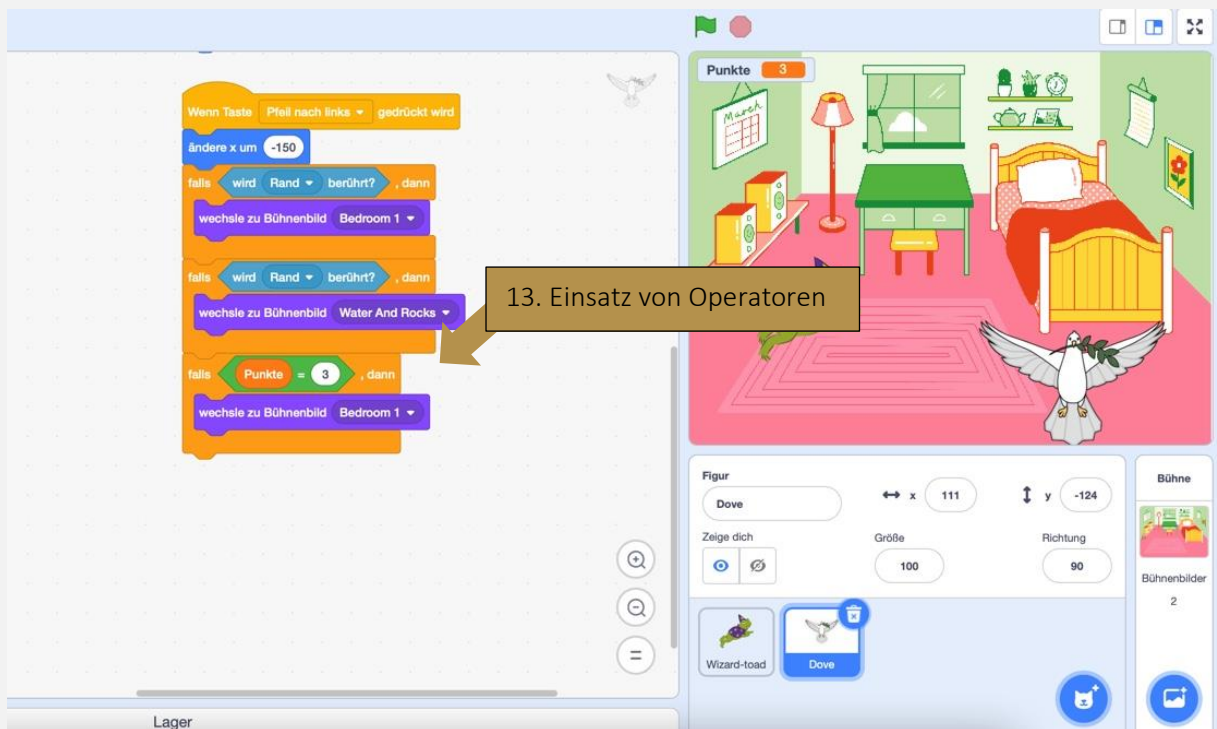 Wenn Taste Pfeil nach links gedrückt wird
ändere x um -150
falls wird Rand berührt? , dann
wechsle zu Bühnenbild Bedroom 1
falls wird Rand berührt? , dann
wechsle zu Bühnenbild Water And Rocks
falls Punkte = 3 , dann
wechsle zu Bühnenbild Bedroom 1
13. Einsatz von Operatoren
Punkte 3
March
Figur
Dove
x 111
y -124
Zeige dich
Größe
100
Richtung
90
Wizard-toad
Dove
Bühne
Bühnenbilder
2
Lager